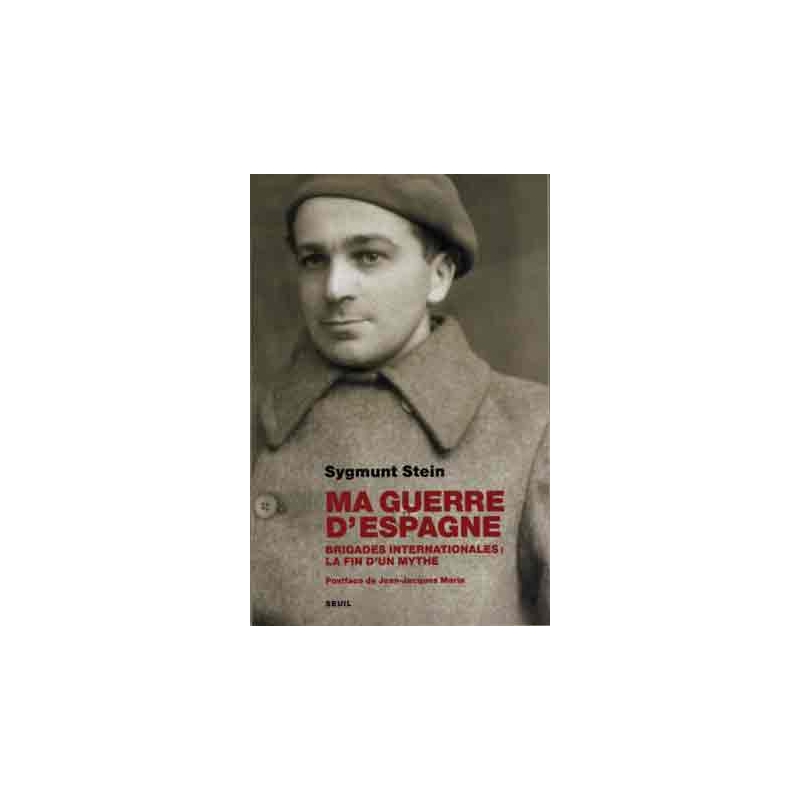 Sygmunt Stein
MA GUERRE
D'ESPAGNE
BRIGADES INTERNATIONALES :
LA FIN D'UN MYTHE
Postface de Jean-Jacques Marie
SEUIL